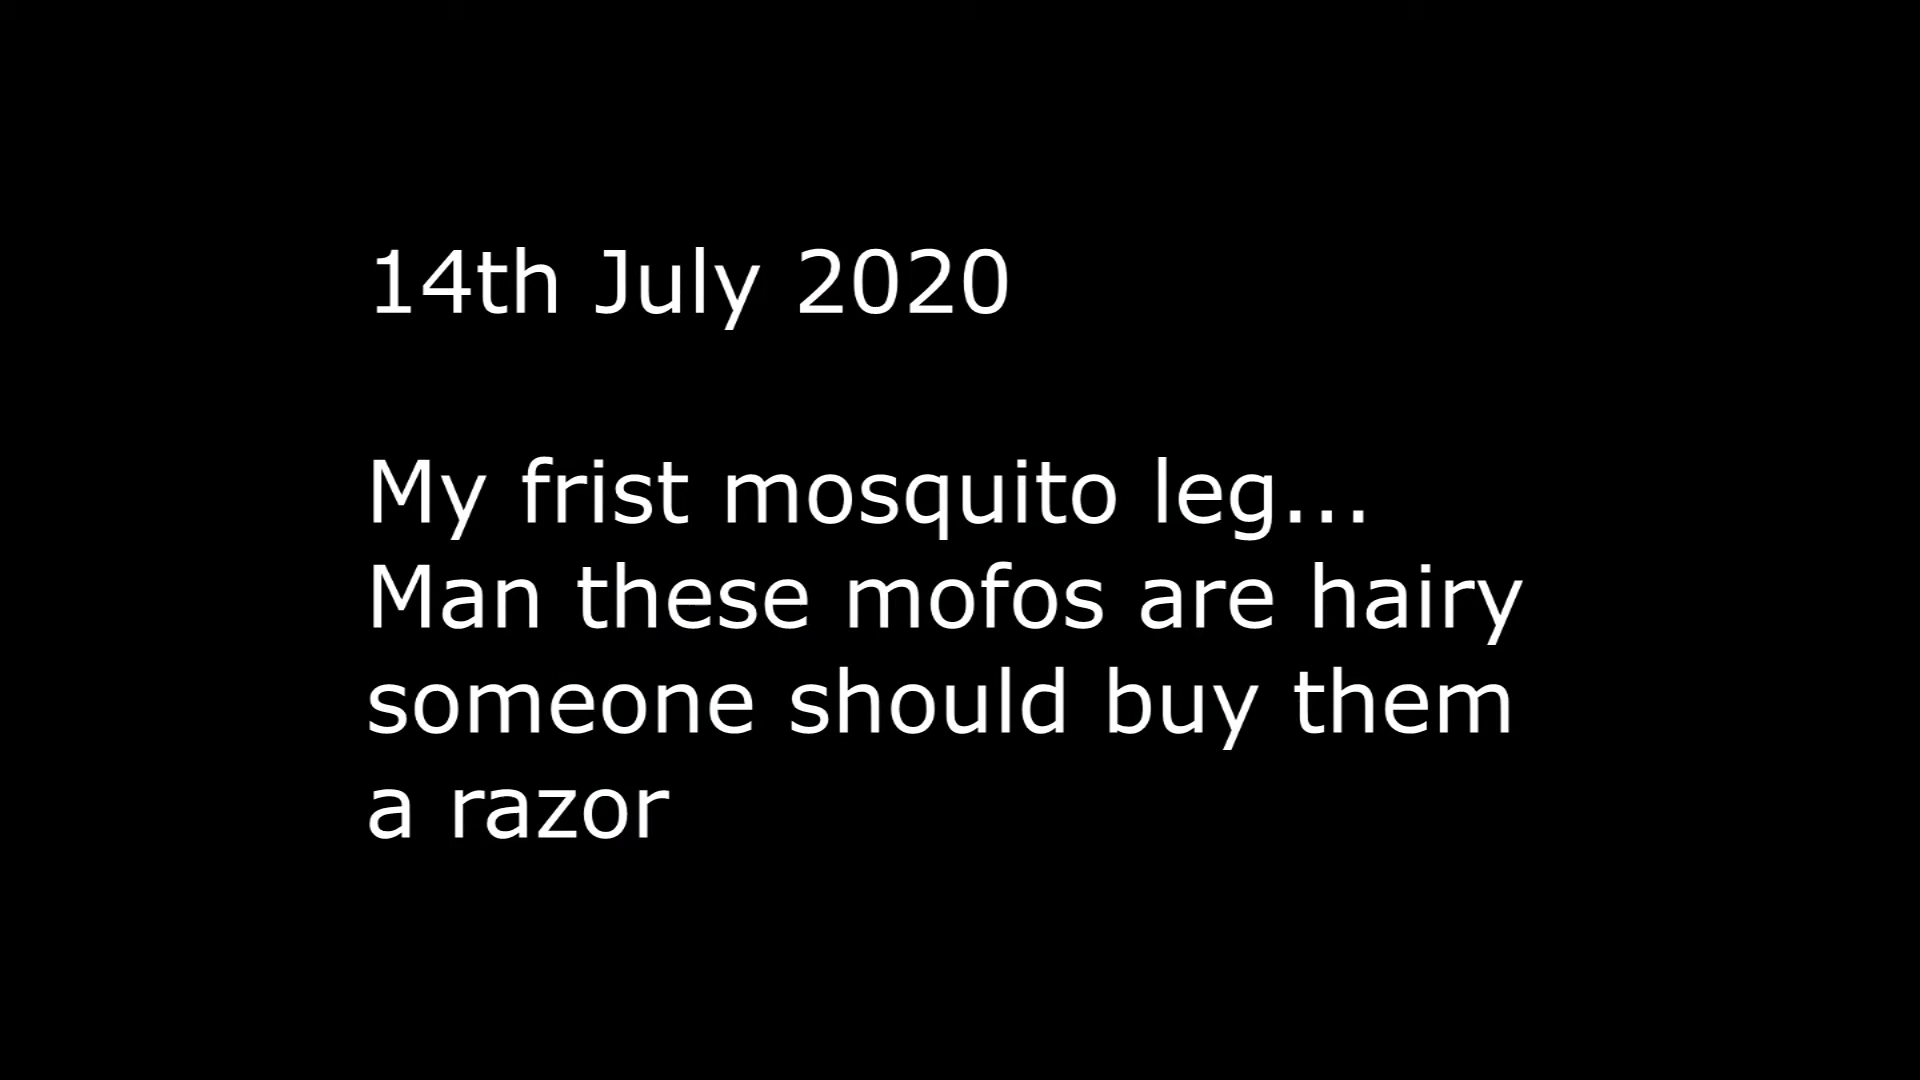 14th July 2020
My frist mosquito leg...
Man these mofos are hairy
someone should buy them
a razor